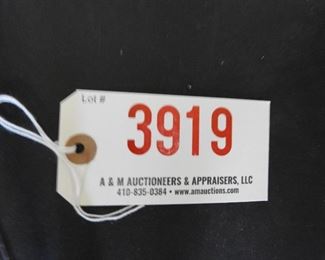 Lot #
3919
A & M AUCTIONEERS & APPRAISERS, LLC
410-835-0384 • www.amauctions.com